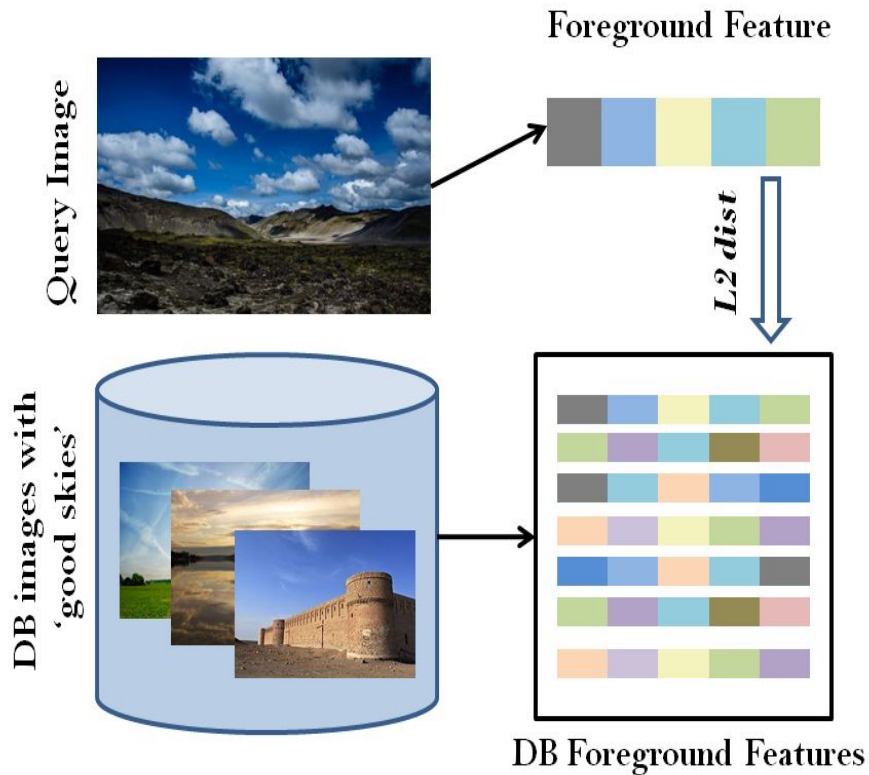 Foreground Feature
Query Image
L2 dist
DB images with
‘good skies’
DB Foreground Features